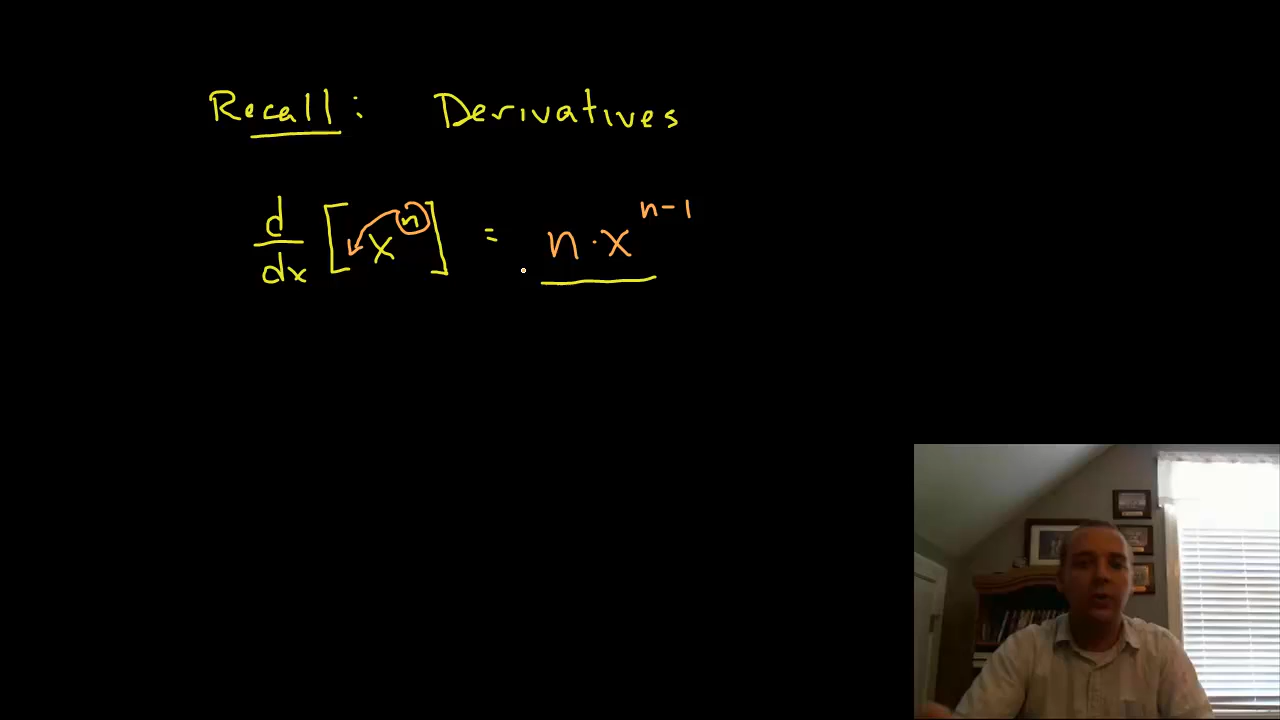 Recall: Derivatives
d/dx [x^n] = n·x^(n-1)